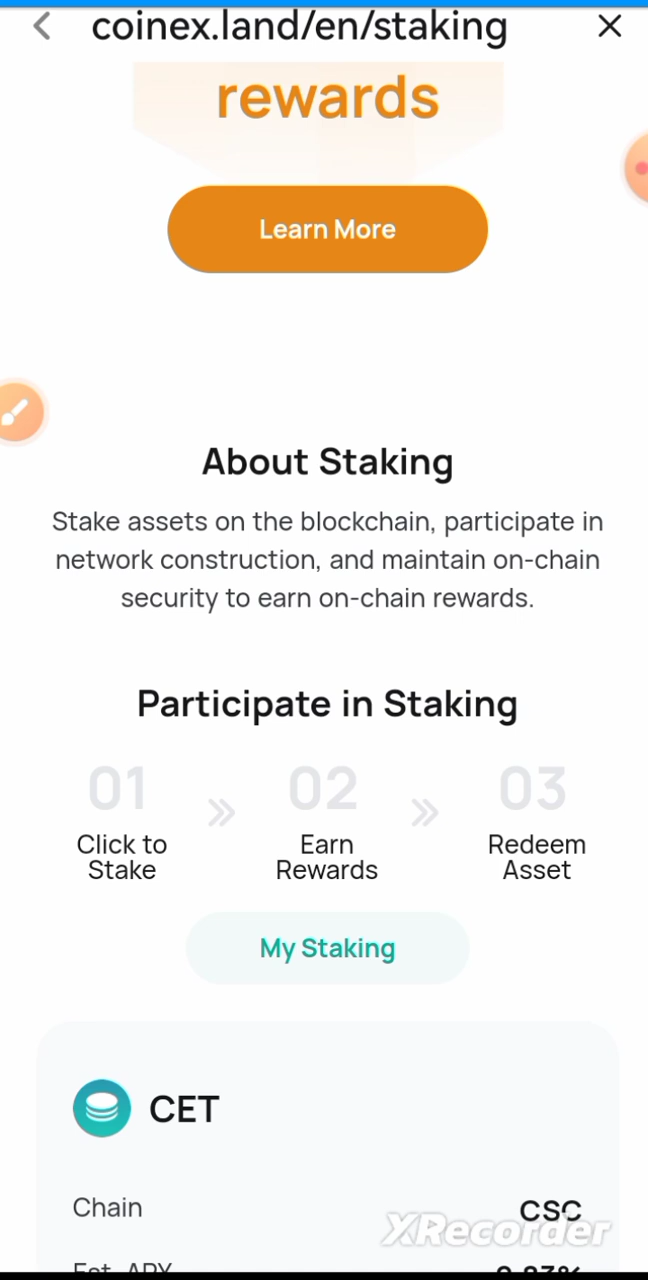 coinex.land/en/staking
rewards
Learn More
About Staking
Stake assets on the blockchain, participate in
network construction, and maintain on-chain
security to earn on-chain rewards.
Participate in Staking
01
02
03
Click to
Stake
Earn
Rewards
Redeem
Asset
My Staking
CET
Chain
CSC
XRecorder
Est. APY